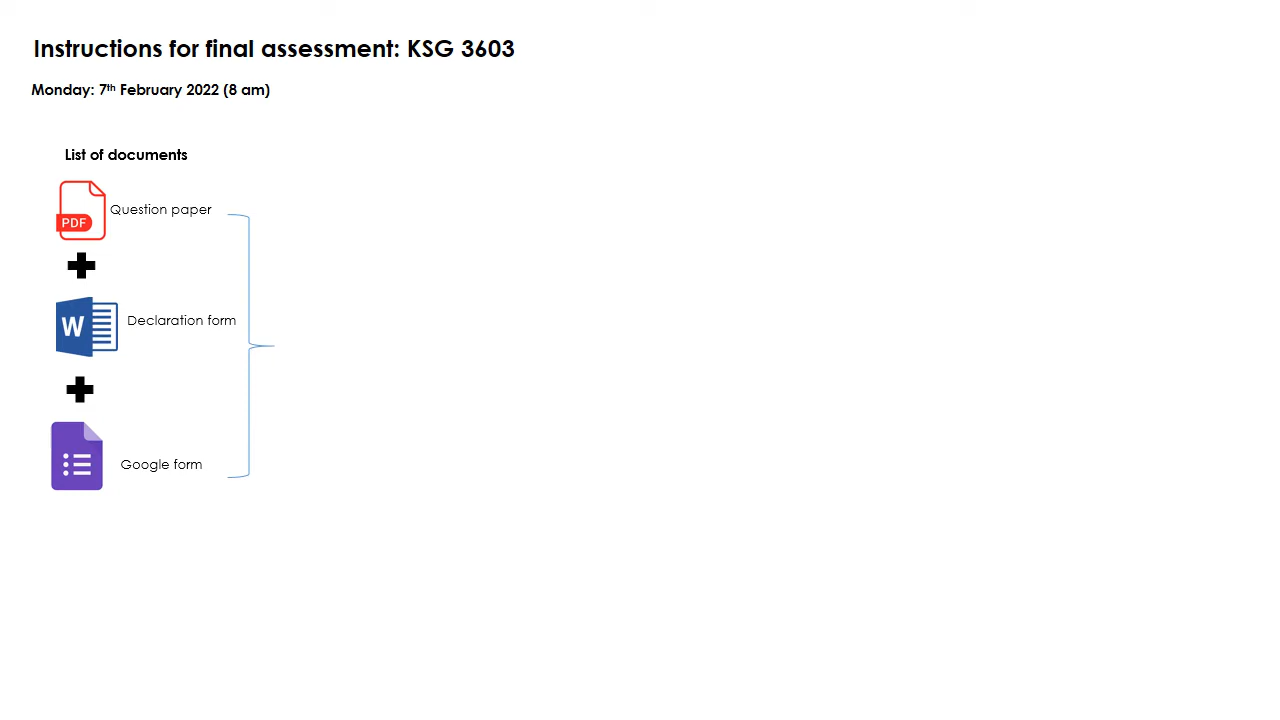 Instructions for final assessment: KSG 3603
Monday: 7th February 2022 (8 am)
List of documents
PDF
Question paper
W
Declaration form
Google form